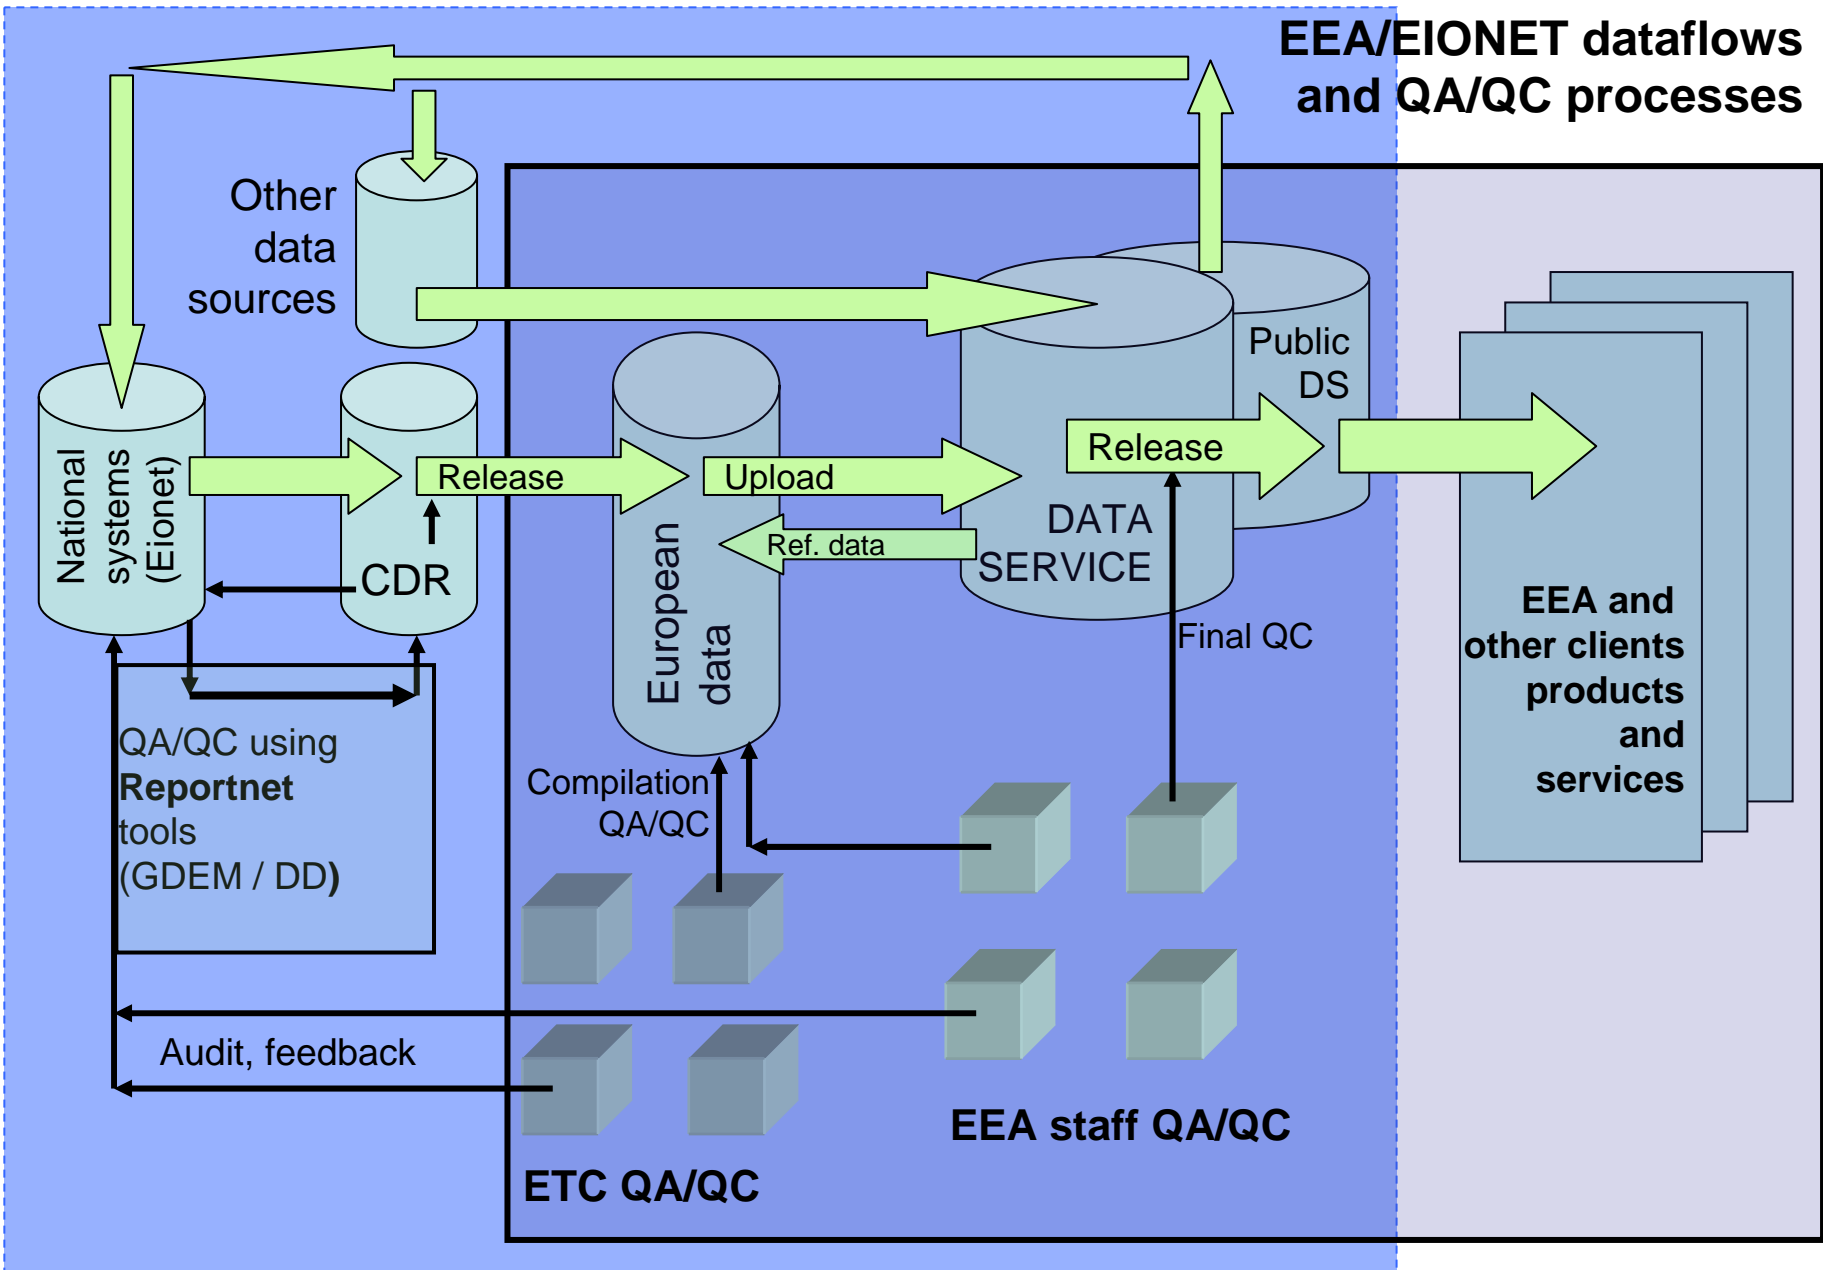 EEA/EIONET dataflows
and QA/QC processes
Other
data
sources
Public
DS
National
systems
(Eionet)
Release
Upload
Release
Ref. data
DATA
SERVICE
CDR
European
data
Final QC
EEA and
other clients
products
and
services
QA/QC using
Reportnet
tools
(GDEM / DD)
Compilation
QA/QC
Audit, feedback
EEA staff QA/QC
ETC QA/QC